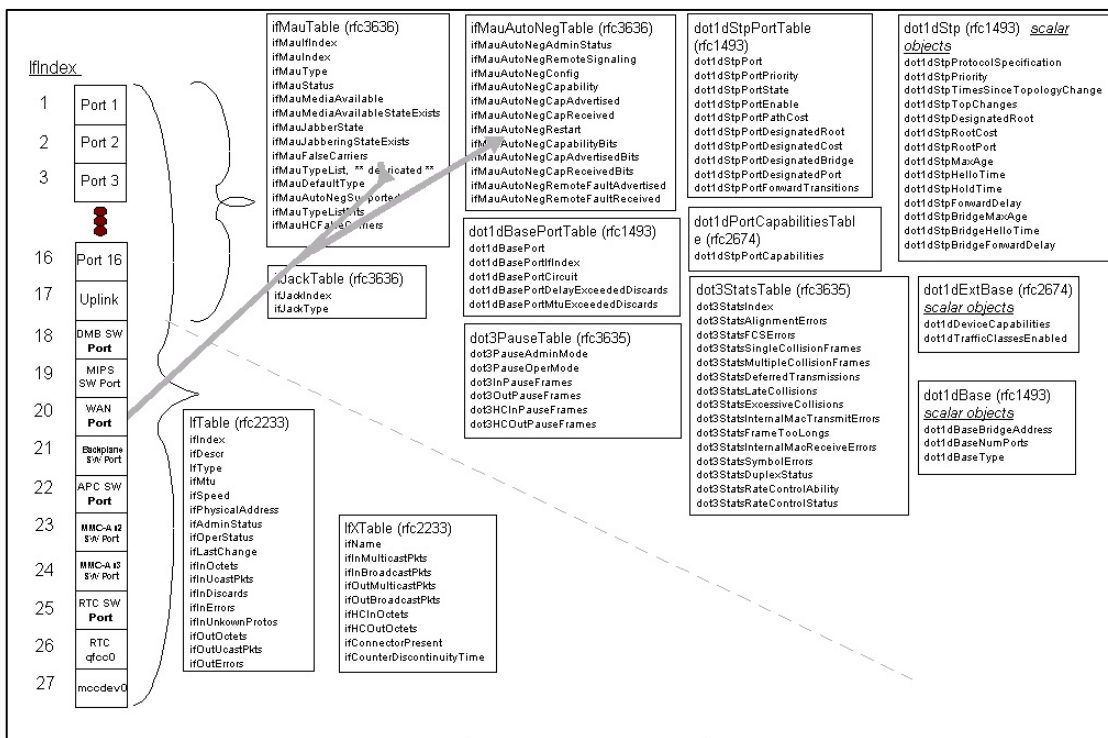 IfIndex
1
Port 1
2
Port 2
3
Port 3
16
Port 16
17
Uplink
18
DMB SW
Port
19
MIPS
SW Port
20
WAN
Port
21
Backplane
SW Port
22
APC SW
Port
23
MMC-A #2
SW Port
24
MMC-A #3
SW Port
25
RTC SW
Port
26
RTC
qfcc0
27
mccdev0
ifMauTable (rfc3636)
ifMauIfIndex
ifMauIndex
ifMauType
ifMauStatus
ifMauMediaAvailable
ifMauMediaAvailableStateExists
ifMauJabberState
ifMauJabberingStateExists
ifMauFalseCarriers
ifMauTypeList, ** depricated **
ifMauDefaultType
ifMauAutoNegSupported
ifMauTypeListBits
ifMauHCFalseCarriers
ifJackTable (rfc3636)
ifJackIndex
ifJackType
IfTable (rfc2233)
ifIndex
ifDescr
IfType
ifMtu
ifSpeed
ifPhysicalAddress
ifAdminStatus
ifOperStatus
ifLastChange
ifInOctets
ifInUcastPkts
ifInDiscards
ifInErrors
ifInUnkownProtos
ifOutOctets
ifOutUcastPkts
ifOutErrors
IfXTable (rfc2233)
ifName
ifInMulticastPkts
ifInBroadcastPkts
ifOutMulticastPkts
ifOutBroadcastPkts
ifHCInOctets
ifHCOutOctets
ifConnectorPresent
ifCounterDiscontinuityTime
ifMauAutoNegTable (rfc3636)
ifMauAutoNegAdminStatus
ifMauAutoNegRemoteSignaling
ifMauAutoNegConfig
ifMauAutoNegCapability
ifMauAutoNegCapAdvertised
ifMauAutoNegCapReceived
ifMauAutoNegRestart
ifMauAutoNegCapabilityBits
ifMauAutoNegCapAdvertisedBits
ifMauAutoNegCapReceivedBits
ifMauAutoNegRemoteFaultAdvertised
ifMauAutoNegRemoteFaultReceived
dot1dBasePortTable (rfc1493)
dot1dBasePort
dot1dBasePortIfIndex
dot1dBasePortCircuit
dot1dBasePortDelayExceededDiscards
dot1dBasePortMtuExceededDiscards
dot3PauseTable (rfc3635)
dot3PauseAdminMode
dot3PauseOperMode
dot3InPauseFrames
dot3OutPauseFrames
dot3HCInPauseFrames
dot3HCOutPauseFrames
dot1dStpPortTable
(rfc1493)
dot1dStpPort
dot1dStpPortPriority
dot1dStpPortState
dot1dStpPortEnable
dot1dStpPortPathCost
dot1dStpPortDesignatedRoot
dot1dStpPortDesignatedCost
dot1dStpPortDesignatedBridge
dot1dStpPortDesignatedPort
dot1dStpPortForwardTransitions
dot1dPortCapabilitiesTabl
e (rfc2674)
dot1dStpPortCapabilities
dot3StatsTable (rfc3635)
dot3StatsIndex
dot3StatsAlignmentErrors
dot3StatsFCSErrors
dot3StatsSingleCollisionFrames
dot3StatsMultipleCollisionFrames
dot3StatsDeferredTransmissions
dot3StatsLateCollisions
dot3StatsExcessiveCollisions
dot3StatsInternalMacTransmitErrors
dot3StatsFrameTooLongs
dot3StatsInternalMacReceiveErrors
dot3StatsSymbolErrors
dot3StatsDuplexStatus
dot3StatsRateControlAbility
dot3StatsRateControlStatus
dot1dStp (rfc1493) scalar
objects
dot1dStpProtocolSpecification
dot1dStpPriority
dot1dStpTimesSinceTopologyChange
dot1dStpTopChanges
dot1dStpDesignatedRoot
dot1dStpRootCost
dot1dStpRootPort
dot1dStpMaxAge
dot1dStpHelloTime
dot1dStpHoldTime
dot1dStpForwardDelay
dot1dStpBridgeMaxAge
dot1dStpBridgeHelloTime
dot1dStpBridgeForwardDelay
dot1dExtBase (rfc2674)
scalar objects
dot1dDeviceCapabilities
dot1dTrafficClassesEnabled
dot1dBase (rfc1493)
scalar objects
dot1dBaseBridgeAddress
dot1dBaseNumPorts
dot1dBaseType